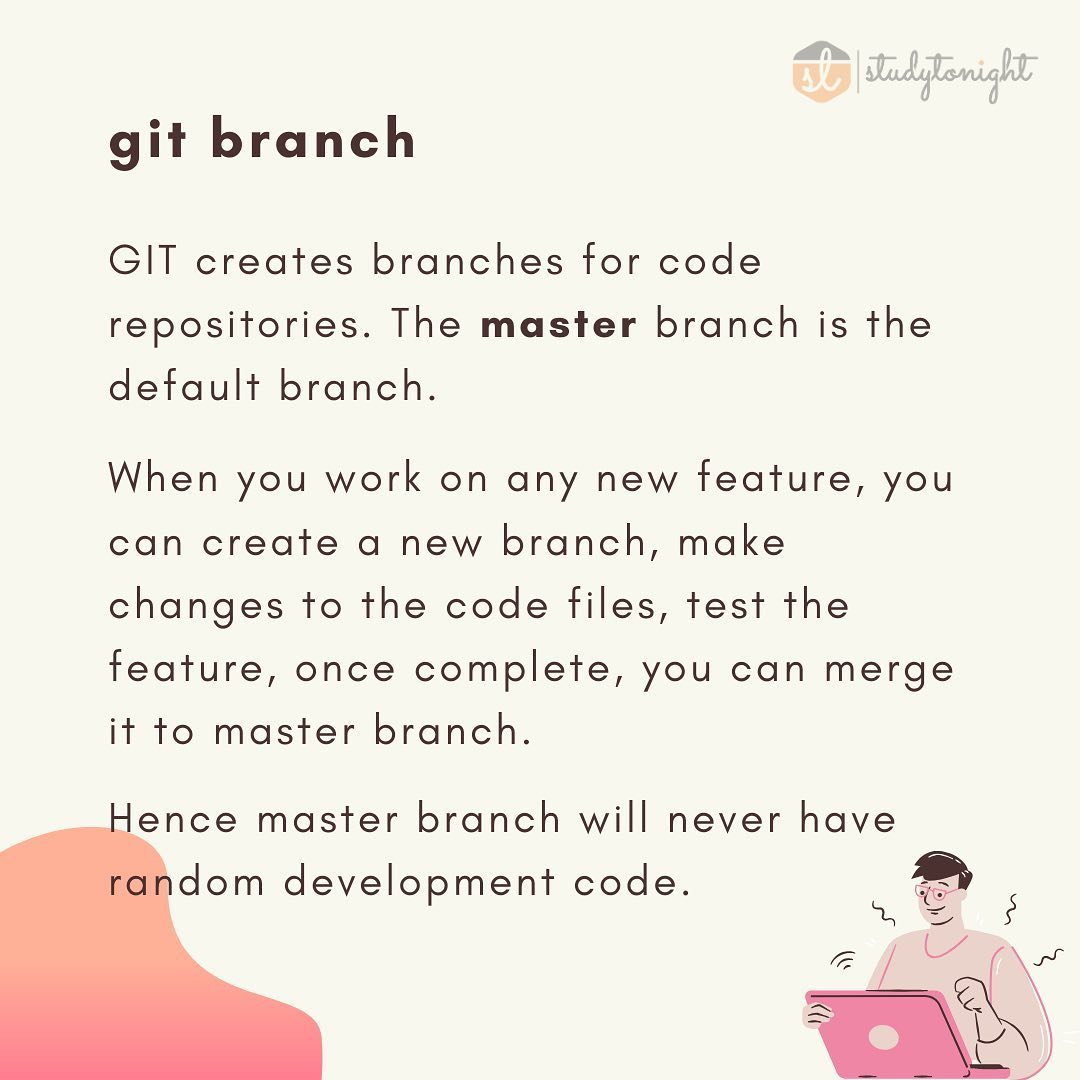 sl | studytonight
git branch
GIT creates branches for code
repositories. The master branch is the
default branch.
When you work on any new feature, you
can create a new branch, make
changes to the code files, test the
feature, once complete, you can merge
it to master branch.
Hence master branch will never have
random development code.